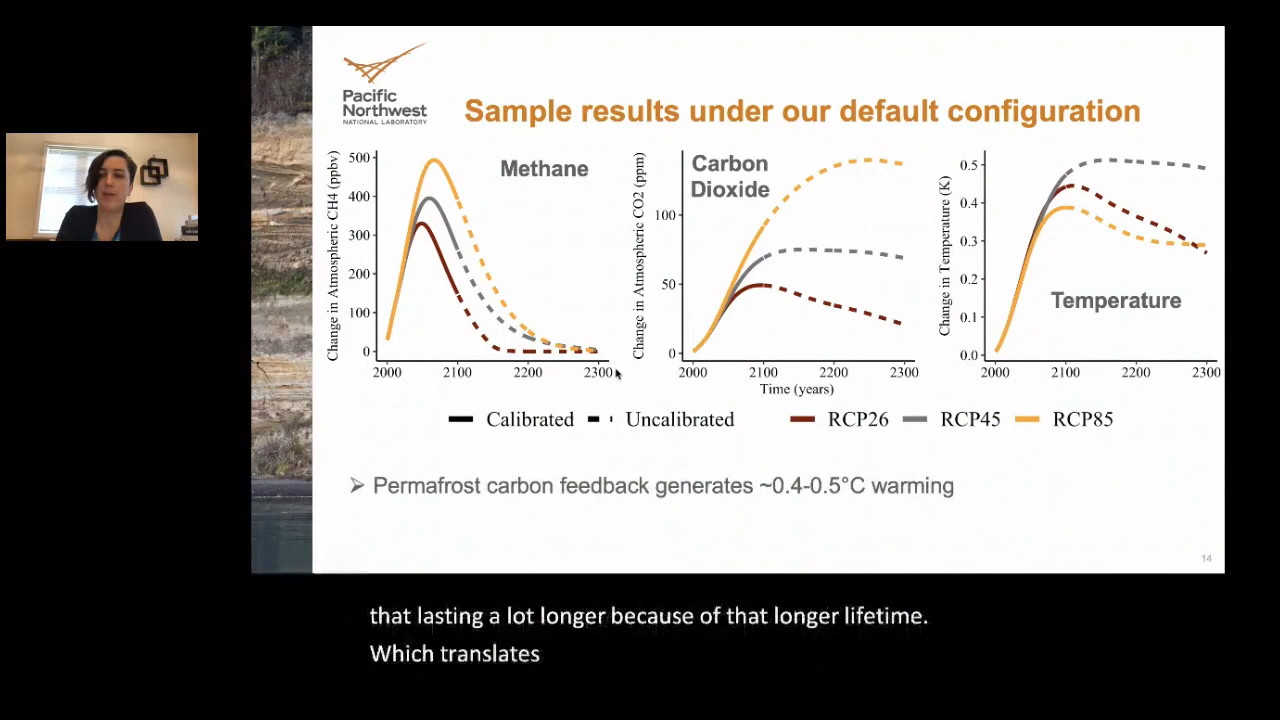 Pacific
Northwest
NATIONAL LABORATORY
Sample results under our default configuration
Change in Atmospheric CH4 (ppbv)
500
400
300
200
100
0
2000
2100
2200
2300
Methane
Change in Atmospheric CO2 (ppm)
100
50
0
2000
2100
2200
2300
Carbon
Dioxide
Time (years)
Change in Temperature (K)
0.5
0.4
0.3
0.2
0.1
0.0
2000
2100
2200
2300
Temperature
Calibrated Uncalibrated RCP26 RCP45 RCP85
➢ Permafrost carbon feedback generates ~0.4-0.5°C warming
14
that lasting a lot longer because of that longer lifetime.
Which translates